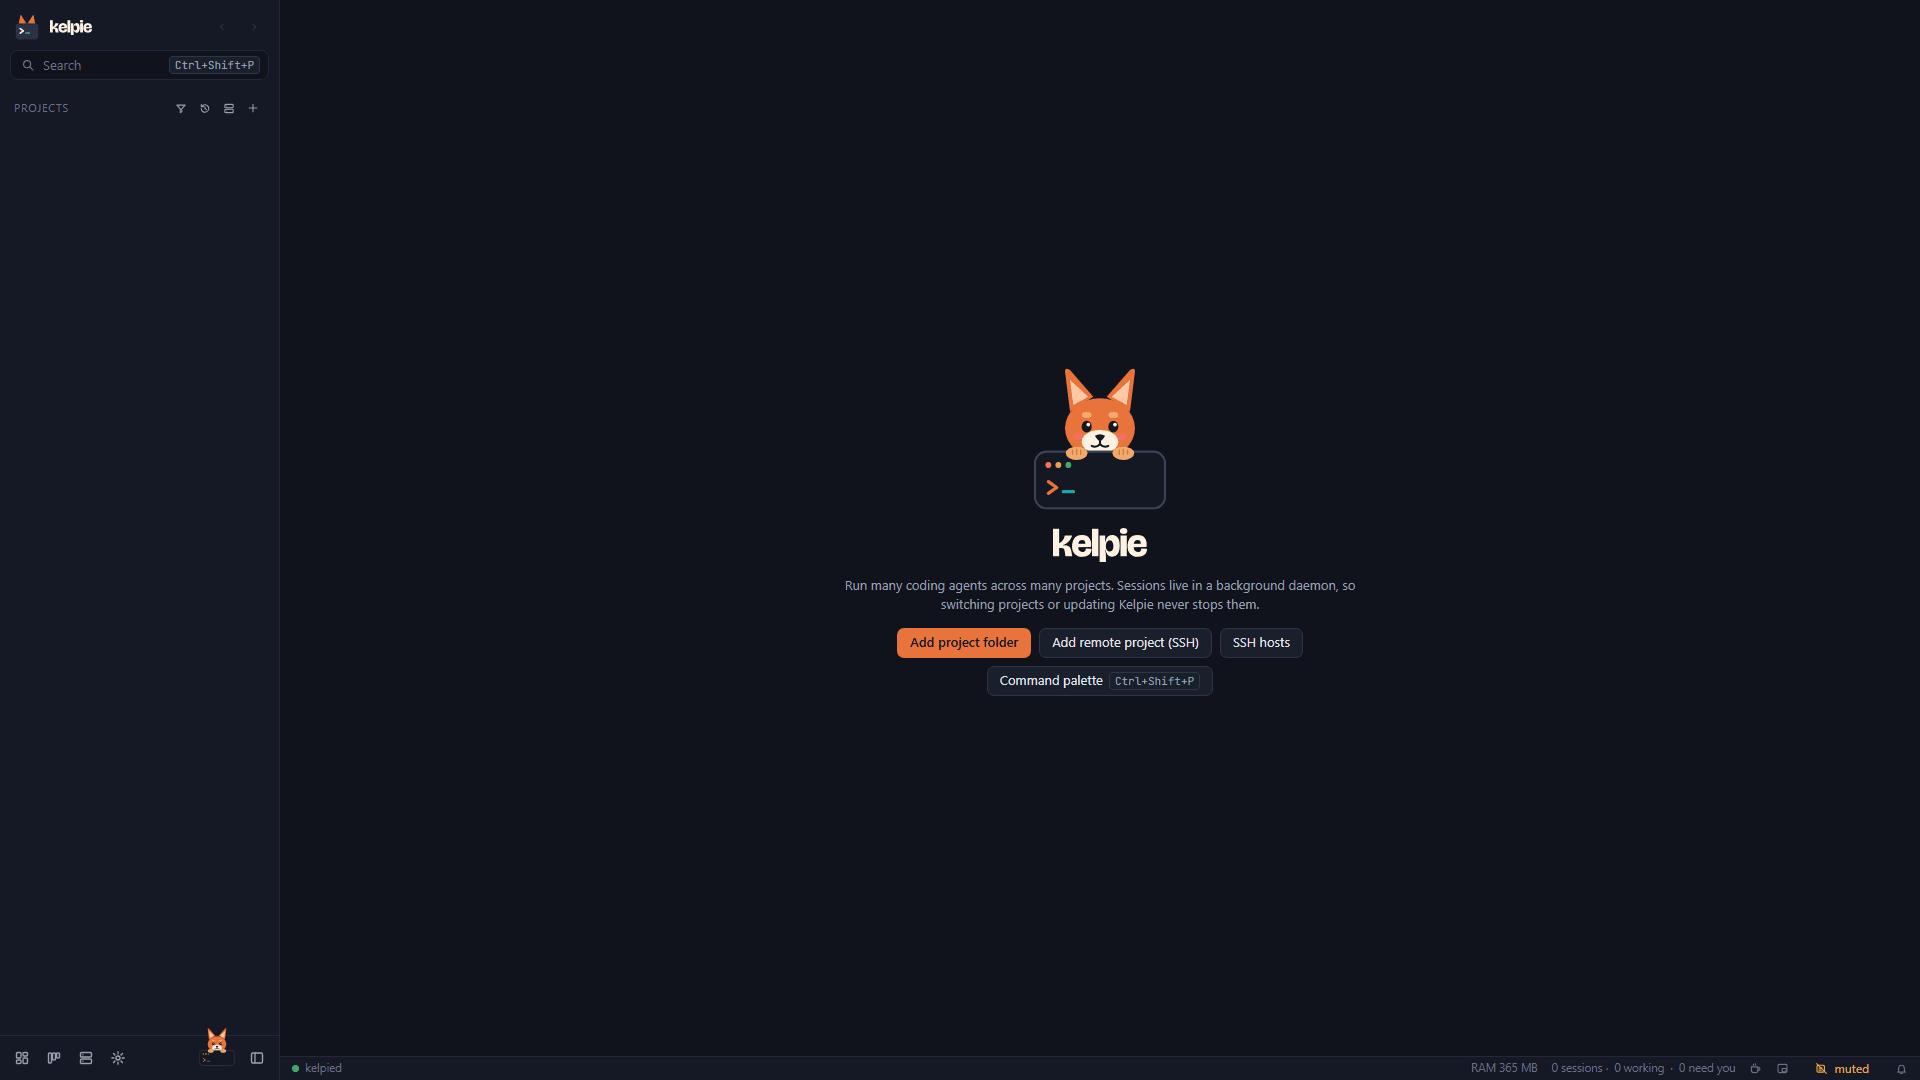 kelpie
Search Ctrl+Shift+P
PROJECTS
kelpie
Run many coding agents across many projects. Sessions live in a background daemon, so
switching projects or updating Kelpie never stops them.
Add project folder Add remote project (SSH) SSH hosts
Command palette Ctrl+Shift+P
kelpied RAM 365 MB 0 sessions · 0 working · 0 need you muted